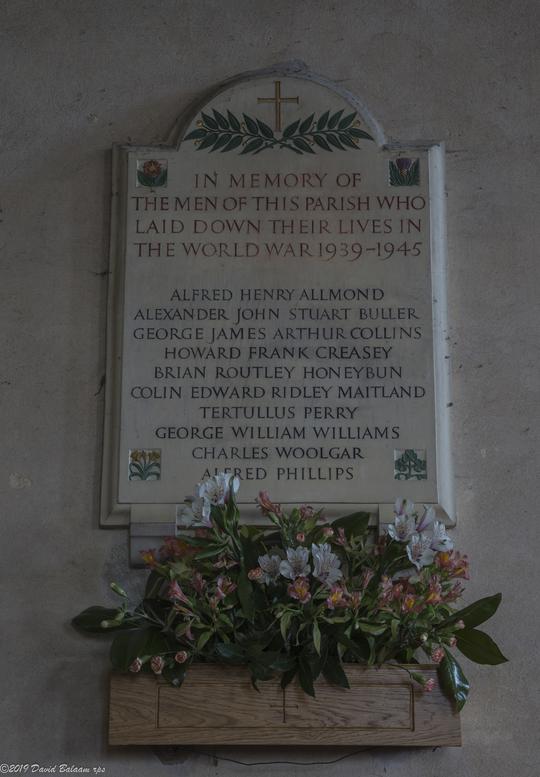 IN MEMORY OF
THE MEN OF THIS PARISH WHO
LAID DOWN THEIR LIVES IN
THE WORLD WAR 1939-1945
ALFRED HENRY ALLMOND
ALEXANDER JOHN STUART BULLER
GEORGE JAMES ARTHUR COLLINS
HOWARD FRANK CREASEY
BRIAN ROUTLEY HONEYBUN
COLIN EDWARD RIDLEY MAITLAND
TERTULLUS PERRY
GEORGE WILLIAM WILLIAMS
CHARLES WOOLGAR
ALFRED PHILLIPS
©2019 David Balaam rps